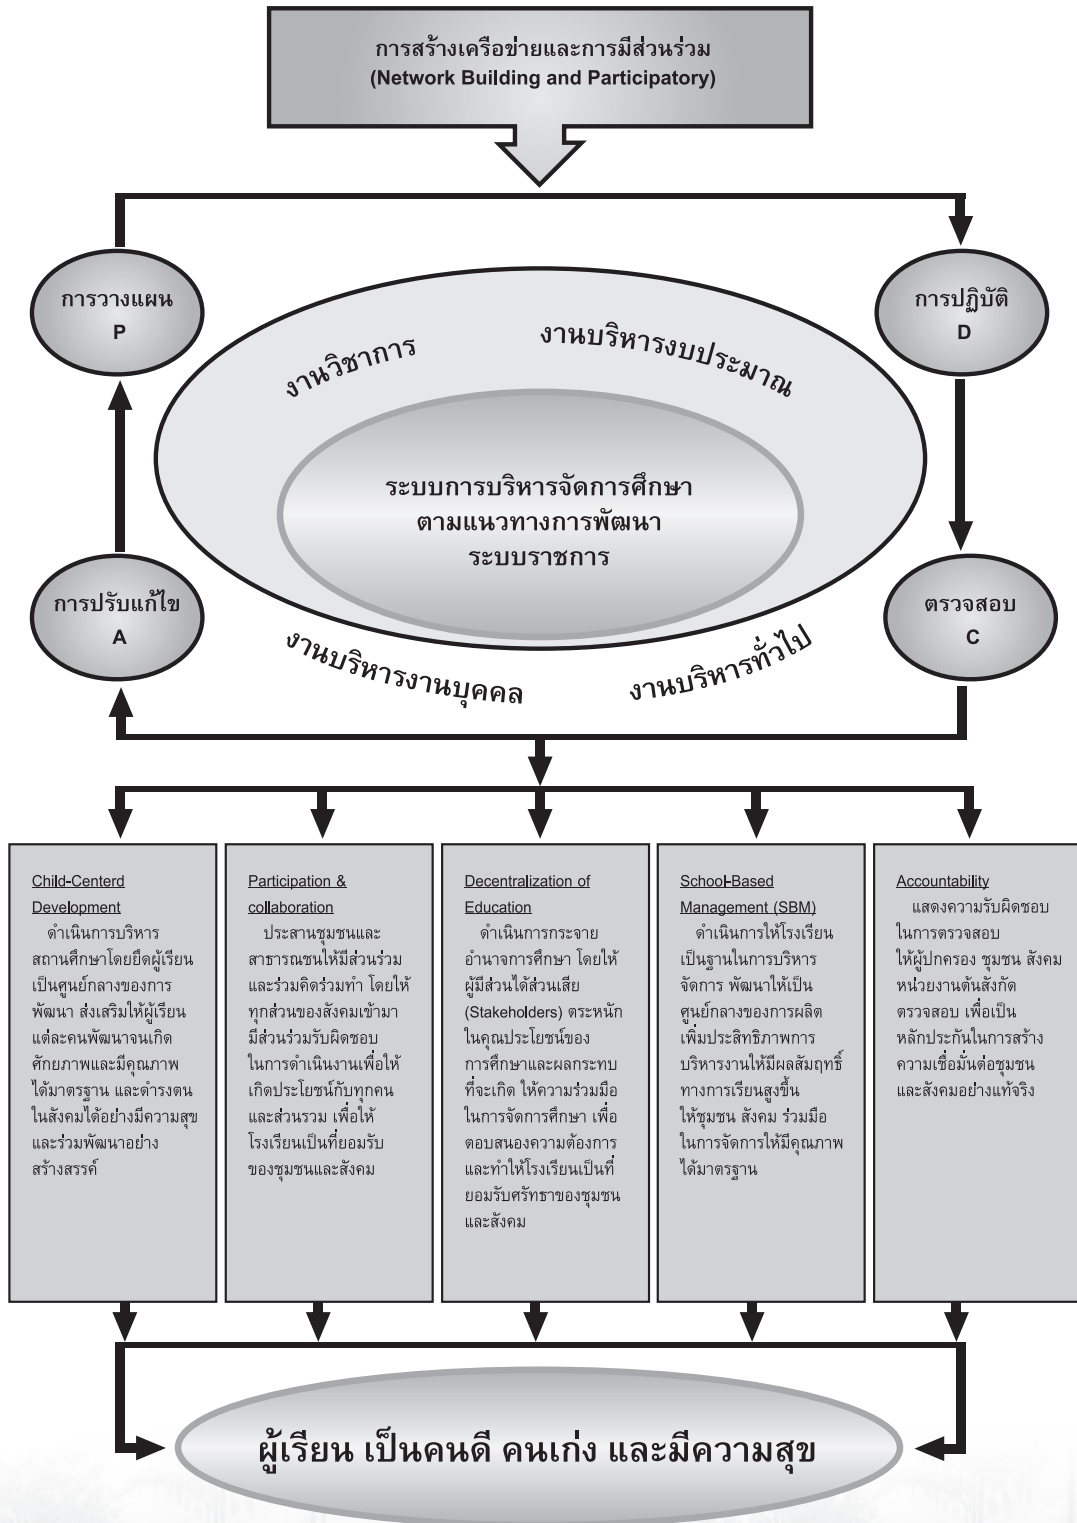 การสร้างเครือข่ายและการมีส่วนร่วม
(Network Building and Participatory)
การวางแผน
P
การปฏิบัติ
D
งานวิชาการ
งานบริหารงบประมาณ
ระบบการบริหารจัดการศึกษา
ตามแนวทางการพัฒนา
ระบบราชการ
การปรับแก้ไข
A
ตรวจสอบ
C
งานบริหารงานบุคคล
งานบริหารทั่วไป
Child-Centerd
Development
ดำเนินการบริหาร
สถานศึกษาโดยยึดผู้เรียน
เป็นศูนย์กลางของการ
พัฒนา ส่งเสริมให้ผู้เรียน
แต่ละคนพัฒนาจนเกิด
ศักยภาพและมีคุณภาพ
ได้มาตรฐาน และดำรงตน
ในสังคมได้อย่างมีความสุข
และร่วมพัฒนาอย่าง
สร้างสรรค์
Participation &
collaboration
ประสานชุมชนและ
สาธารณชนให้มีส่วนร่วม
และร่วมคิดร่วมทำ โดยให้
ทุกส่วนของสังคมเข้ามา
มีส่วนร่วมรับผิดชอบ
ในการดำเนินงานเพื่อให้
เกิดประโยชน์กับทุกคน
และส่วนรวม เพื่อให้
โรงเรียนเป็นที่ยอมรับ
ของชุมชนและสังคม
Decentralization of
Education
ดำเนินการกระจาย
อำนาจการศึกษา โดยให้
ผู้มีส่วนได้ส่วนเสีย
(Stakeholders) ตระหนัก
ในคุณประโยชน์ของ
การศึกษาและผลกระทบ
ที่จะเกิด ให้ความร่วมมือ
ในการจัดการศึกษา เพื่อ
ตอบสนองความต้องการ
และทำให้โรงเรียนเป็นที่
ยอมรับศรัทธาของชุมชน
และสังคม
School-Based
Management (SBM)
ดำเนินการให้โรงเรียน
เป็นฐานในการบริหาร
จัดการ พัฒนาให้เป็น
ศูนย์กลางของการผลิต
เพิ่มประสิทธิภาพการ
บริหารงานให้มีผลสัมฤทธิ์
ทางการเรียนสูงขึ้น
ให้ชุมชน สังคม ร่วมมือ
ในการจัดการให้มีคุณภาพ
ได้มาตรฐาน
Accountability
แสดงความรับผิดชอบ
ในการตรวจสอบ
ให้ผู้ปกครอง ชุมชน สังคม
หน่วยงานต้นสังกัด
ตรวจสอบ เพื่อเป็น
หลักประกันในการสร้าง
ความเชื่อมั่นต่อชุมชน
และสังคมอย่างแท้จริง
ผู้เรียน เป็นคนดี คนเก่ง และมีความสุข